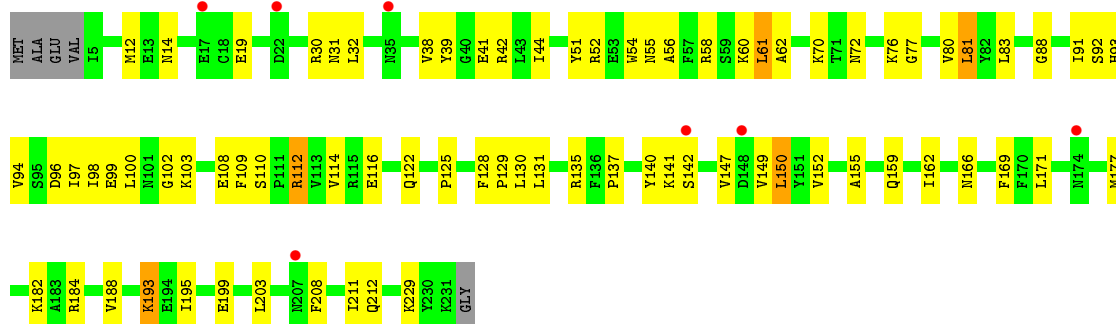 MET ALA GLU VAL I5 M12 E13 N14 E17 C18 E19 D22 R30 N31 L32 N35 V38 Y39 G40 E41 R42 L43 I44 Y51 R52 E53 W54 N55 A56 F57 R58 S59 K60 L61 A62 K70 T71 N72 K76 G77 V80 L81 Y82 L83 G88 I91 S92 H93
V94 S95 D96 I97 I98 E99 L100 N101 G102 K103 E108 F109 S110 P111 R112 V113 V114 R115 E116 Q122 P125 F128 P129 L130 L131 R135 F136 P137 Y140 K141 S142 V147 D148 V149 L150 Y151 V152 A155 Q159 I162 N166 F169 F170 L171 N174 M177
K182 A183 R184 V188 K193 E194 I195 E199 L203 N207 F208 I211 Q212 K229 Y230 K231 GLY